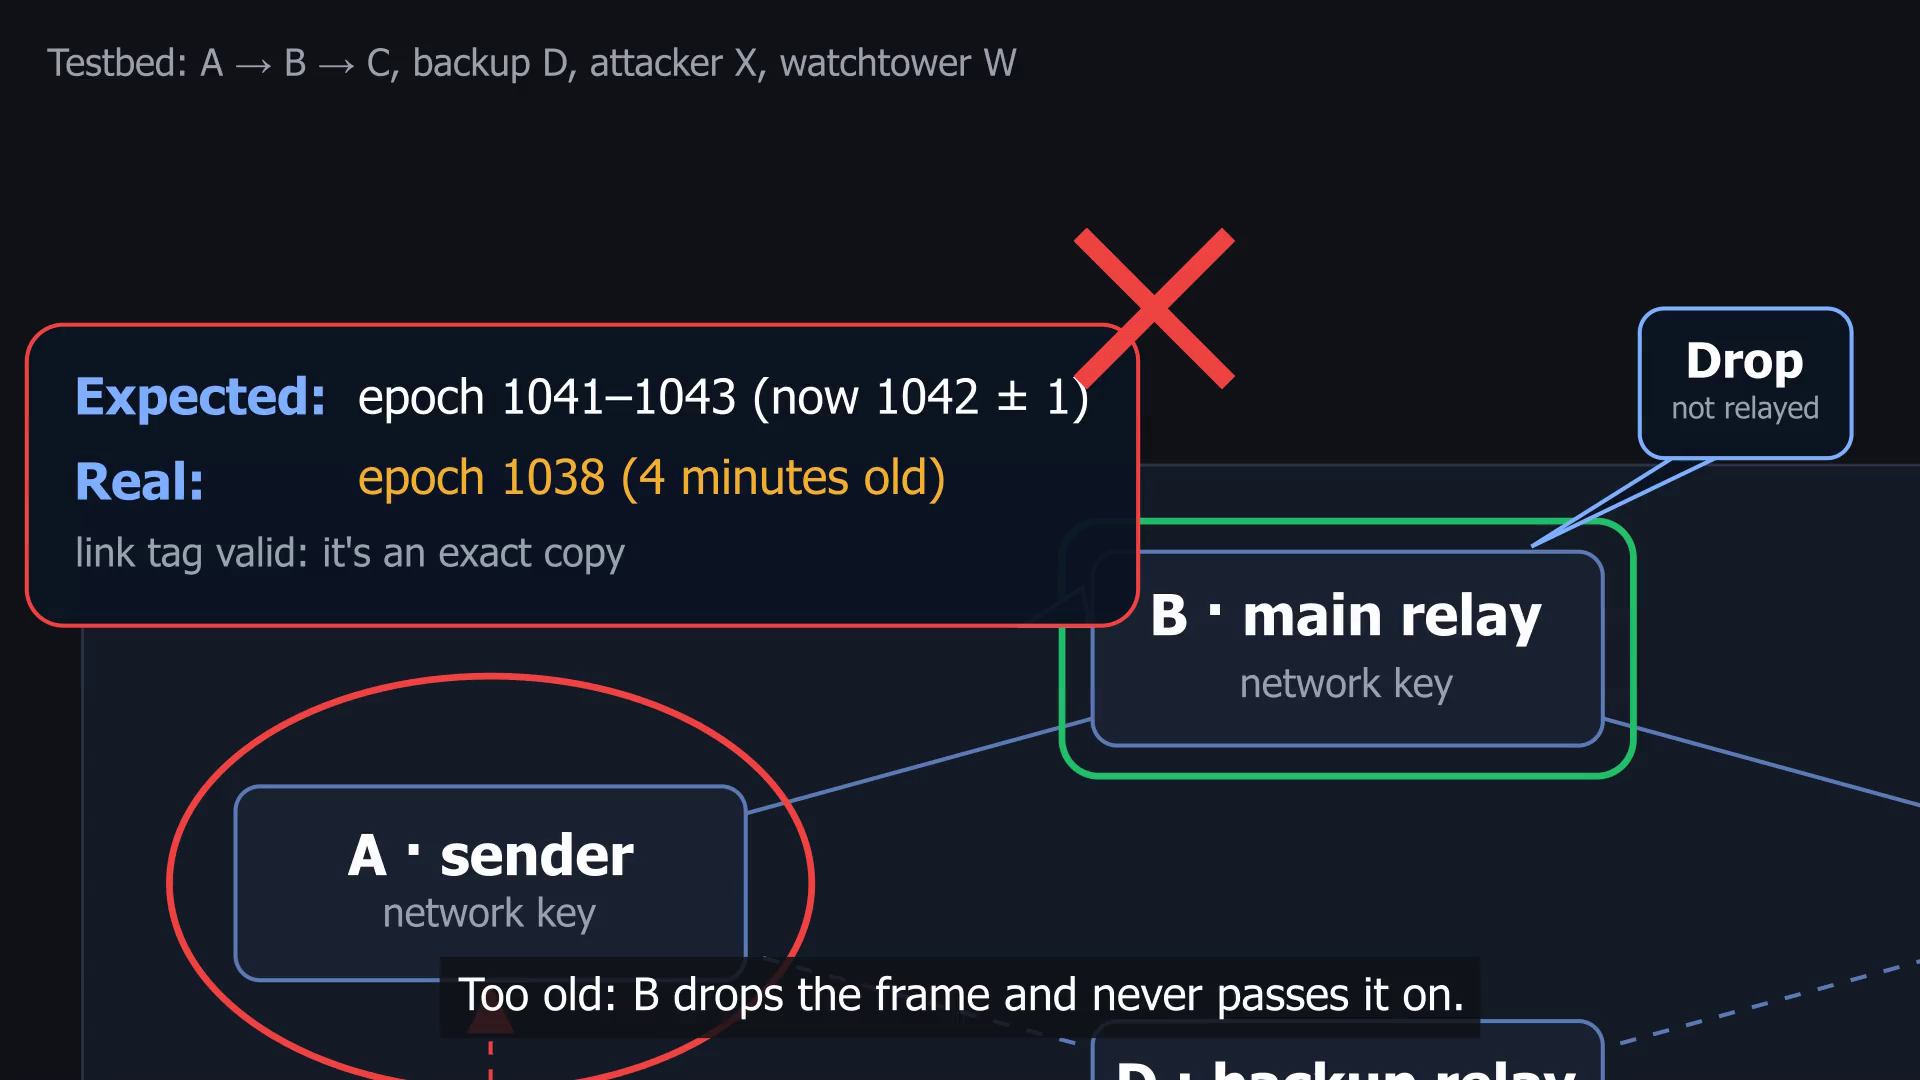 Testbed: A → B → C, backup D, attacker X, watchtower W
Expected: epoch 1041–1043 (now 1042 ± 1)
Real: epoch 1038 (4 minutes old)
link tag valid: it's an exact copy
Drop
not relayed
B · main relay
network key
A · sender
network key
Too old: B drops the frame and never passes it on.
D · backup relay